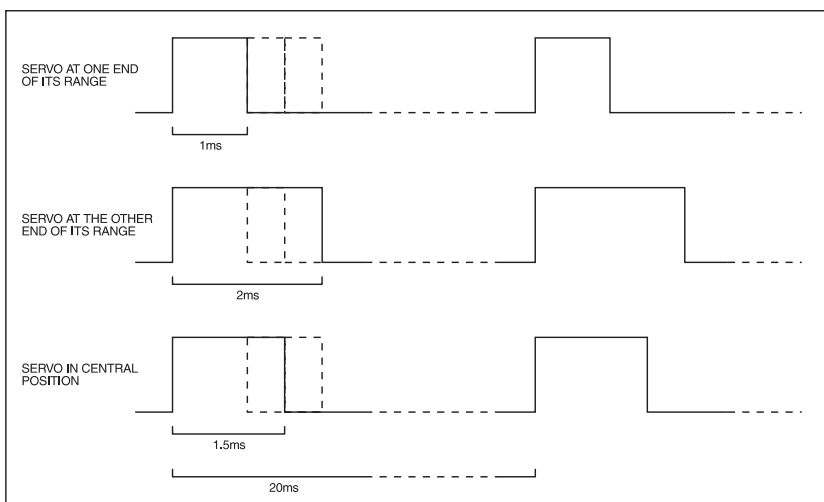 SERVO AT ONE END
OF ITS RANGE
1ms
SERVO AT THE OTHER
END OF ITS RANGE
2ms
SERVO IN CENTRAL
POSITION
1.5ms
20ms